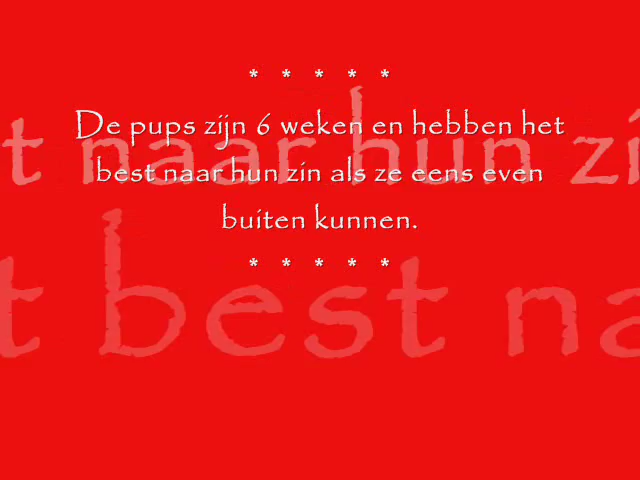 * * * * *
De pups zijn 6 weken en hebben het
best naar hun zin als ze eens even
buiten kunnen.
* * * * *
t naar hun zi
t best na